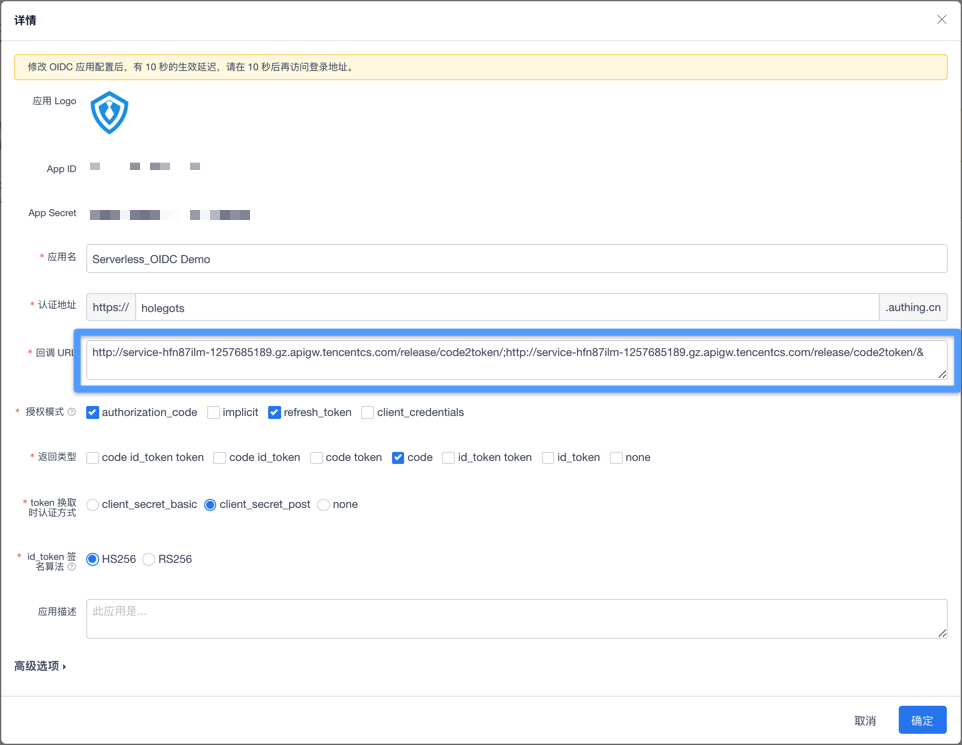 详情
修改 OIDC 应用配置后，有 10 秒的生效延迟，请在 10 秒后再访问登录地址。
应用 Logo
App ID
App Secret
* 应用名
Serverless_OIDC Demo
* 认证地址
https:// holegots .authing.cn
* 回调 URL
http://service-hfn87ilm-1257685189.gz.apigw.tencentcs.com/release/code2token/;http://service-hfn87ilm-1257685189.gz.apigw.tencentcs.com/release/code2token/&
* 授权模式 authorization_code implicit refresh_token client_credentials
* 返回类型 code id_token token code id_token code token code id_token token id_token none
* token 换取
时认证方式
client_secret_basic client_secret_post none
* id_token 签
名算法
HS256 RS256
应用描述
此应用是...
高级选项
取消 确定